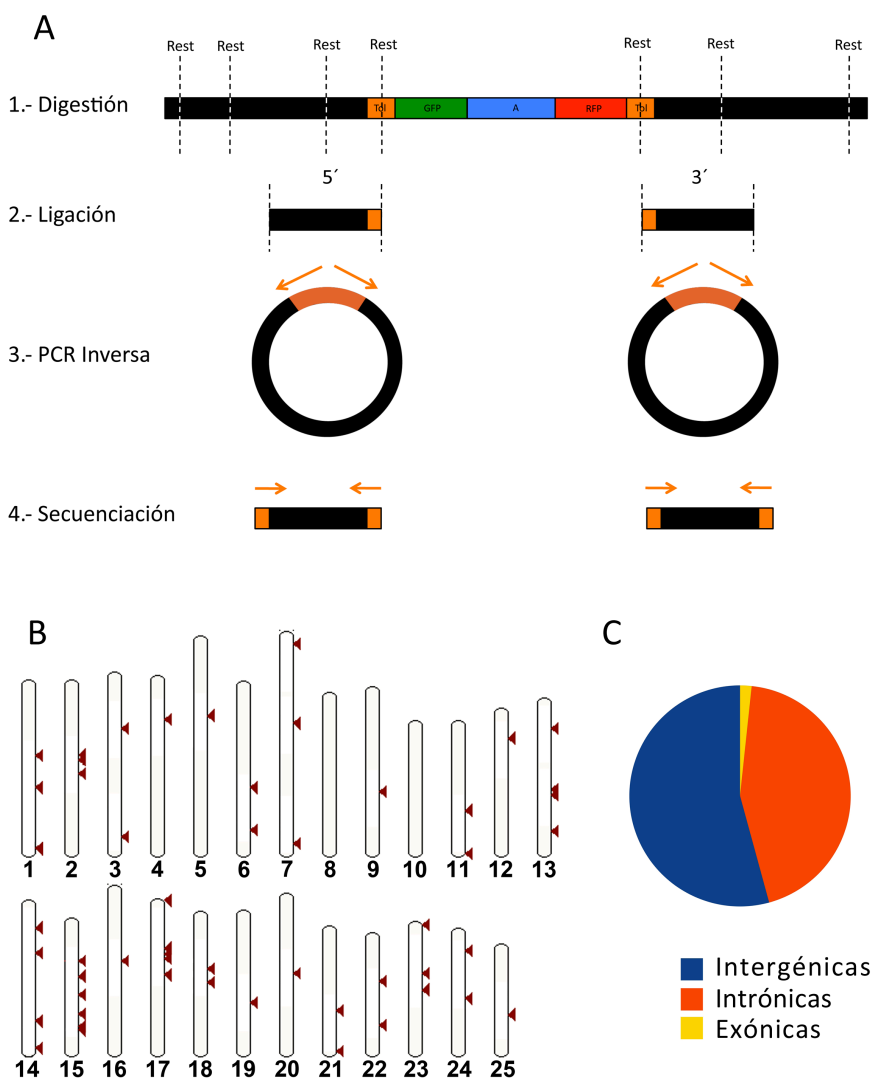 A
Rest Rest Rest Rest Rest Rest Rest
1.- Digestión
Tol GFP A RFP Tol
5´ 3´
2.- Ligación
3.- PCR Inversa
4.- Secuenciación
B
C
1 2 3 4 5 6 7 8 9 10 11 12 13
14 15 16 17 18 19 20 21 22 23 24 25
Intergénicas
Intrónicas
Exónicas